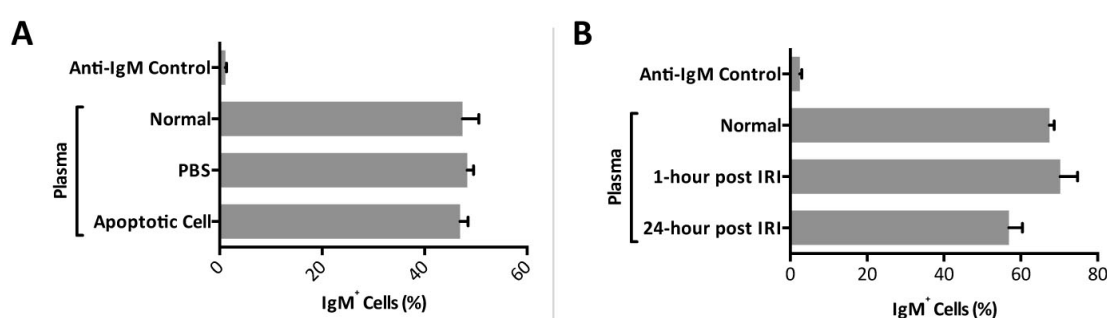 A
Anti-IgM Control
Normal
PBS
Apoptotic Cell
Plasma
0
20
40
60
IgM+ Cells (%)
B
Anti-IgM Control
Normal
1-hour post IRI
24-hour post IRI
Plasma
0
20
40
60
80
IgM+ Cells (%)